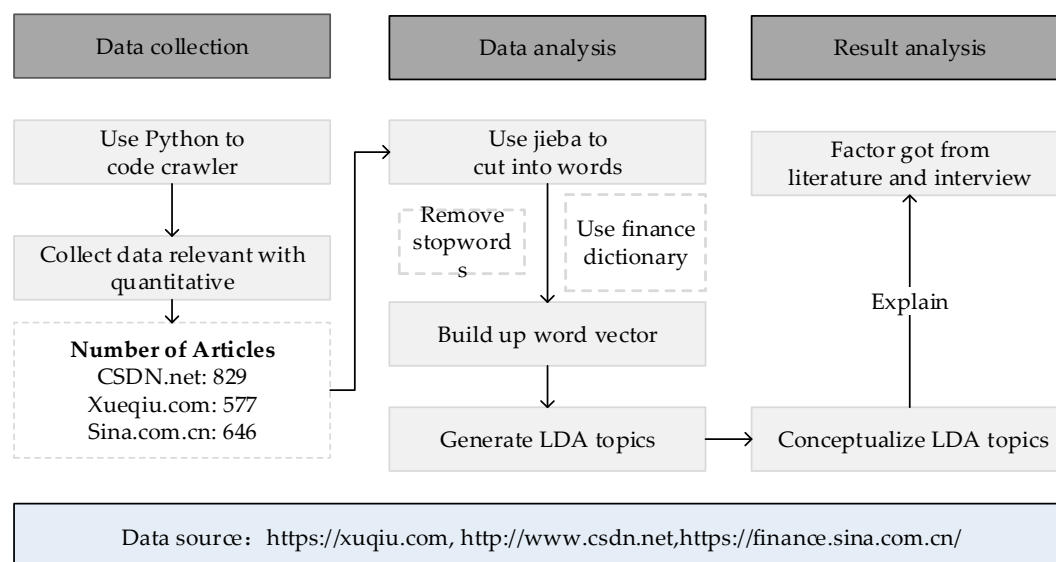 Data collection
Data analysis
Result analysis
Use Python to
code crawler
Collect data relevant with
quantitative
Number of Articles
CSDN.net: 829
Xueqiu.com: 577
Sina.com.cn: 646
Use jieba to
cut into words
Remove
stopword
s
Use finance
dictionary
Build up word vector
Generate LDA topics
Factor got from
literature and interview
Explain
Conceptualize LDA topics
Data source：https://xuqiu.com, http://www.csdn.net,https://finance.sina.com.cn/